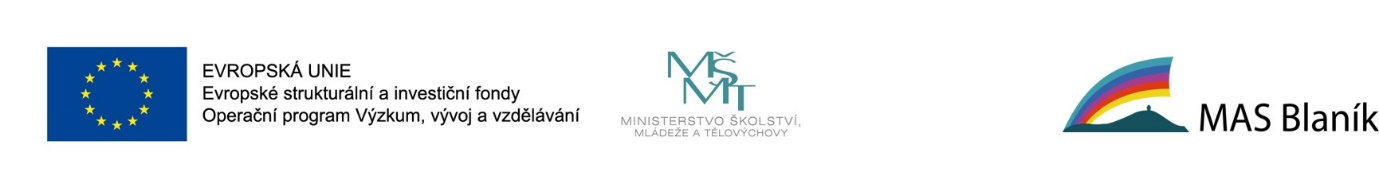 EVROPSKÁ UNIE
Evropské strukturální a investiční fondy
Operační program Výzkum, vývoj a vzdělávání
MŠMT
MINISTERSTVO ŠKOLSTVÍ,
MLÁDEŽE A TĚLOVÝCHOVY
MAS Blaník